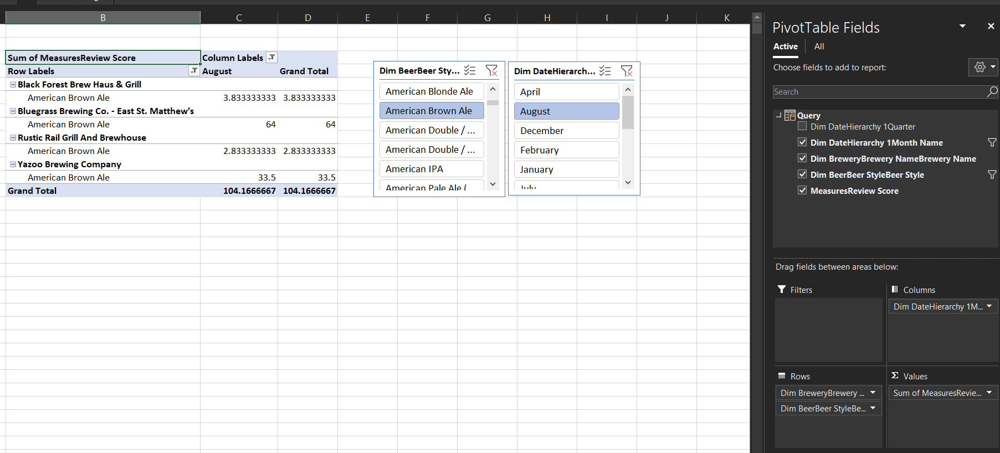 B C D E F G H I J K
Sum of MeasuresReview Score Column Labels
Row Labels August Grand Total
Black Forest Brew Haus & Grill
American Brown Ale 3.833333333 3.833333333
Bluegrass Brewing Co. - East St. Matthew's
American Brown Ale 64 64
Rustic Rail Grill And Brewhouse
American Brown Ale 2.833333333 2.833333333
Yazoo Brewing Company
American Brown Ale 33.5 33.5
Grand Total 104.1666667 104.1666667
Dim BeerBeer Sty...
American Blonde Ale
American Brown Ale
American Double / ...
American Double / ...
American IPA
American Pale Ale (
Dim DateHierarch...
April
August
December
February
January
July
PivotTable Fields
Active All
Choose fields to add to report:
Search
Query
Dim DateHierarchy 1Quarter
Dim DateHierarchy 1Month Name
Dim BreweryBrewery NameBrewery Name
Dim BeerBeer StyleBeer Style
MeasuresReview Score
Drag fields between areas below:
Filters
Columns
Dim DateHierarchy 1M...
Rows
Dim BreweryBrewery ...
Dim BeerBeer StyleBe...
Values
Sum of MeasuresRevie...